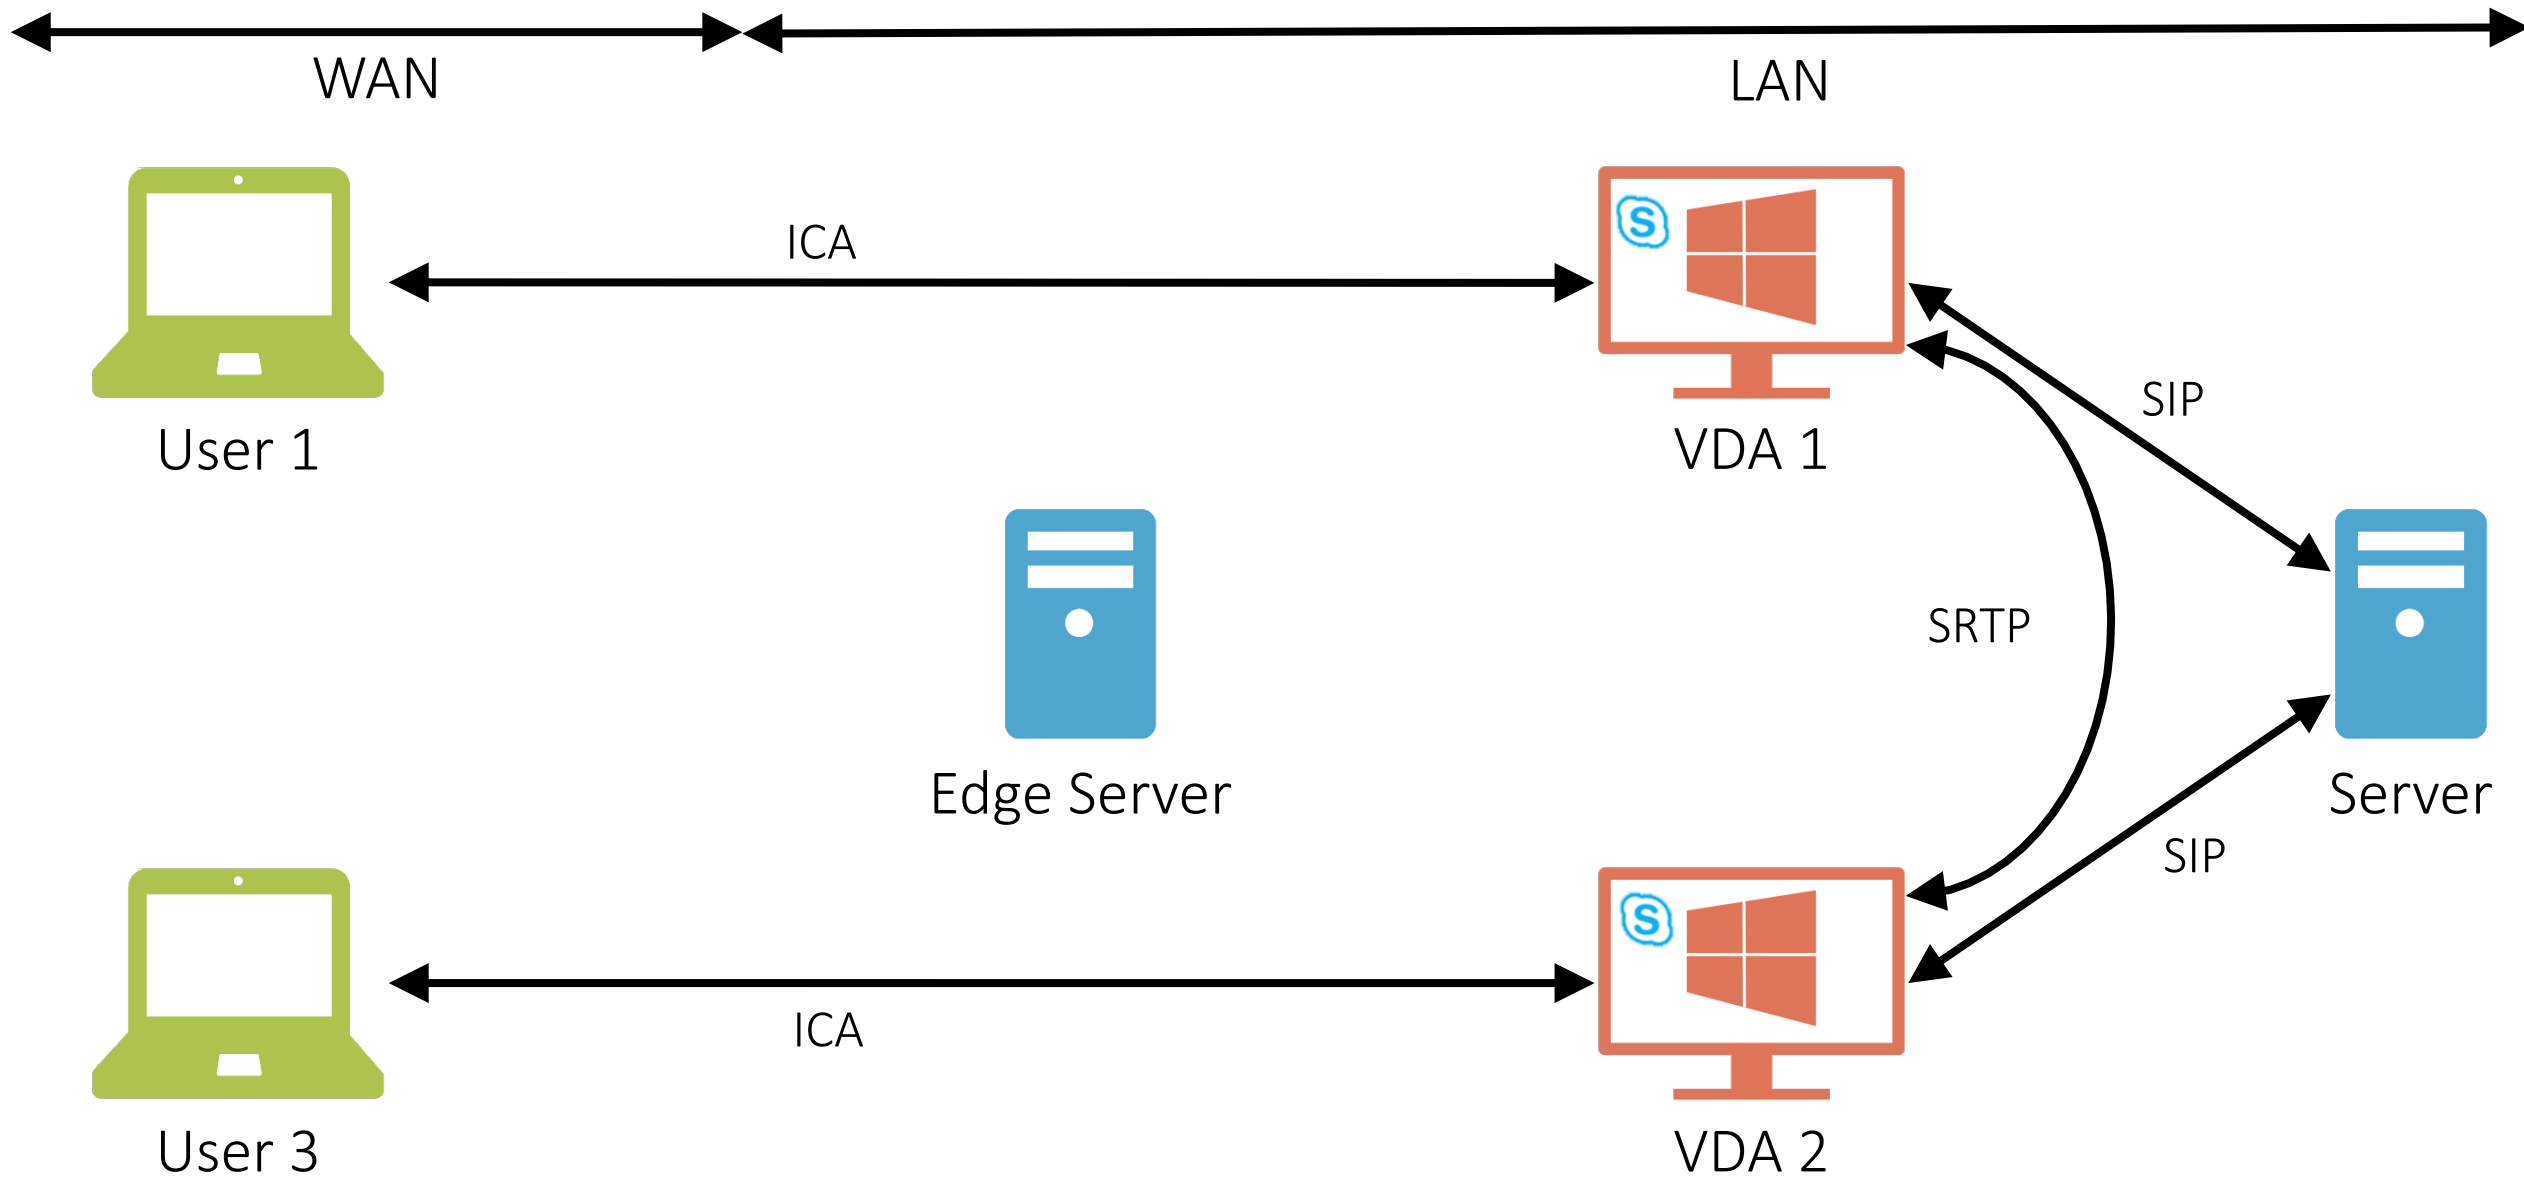 WAN
LAN
ICA
S
SIP
User 1
VDA 1
SRTP
Edge Server
Server
SIP
S
ICA
User 3
VDA 2